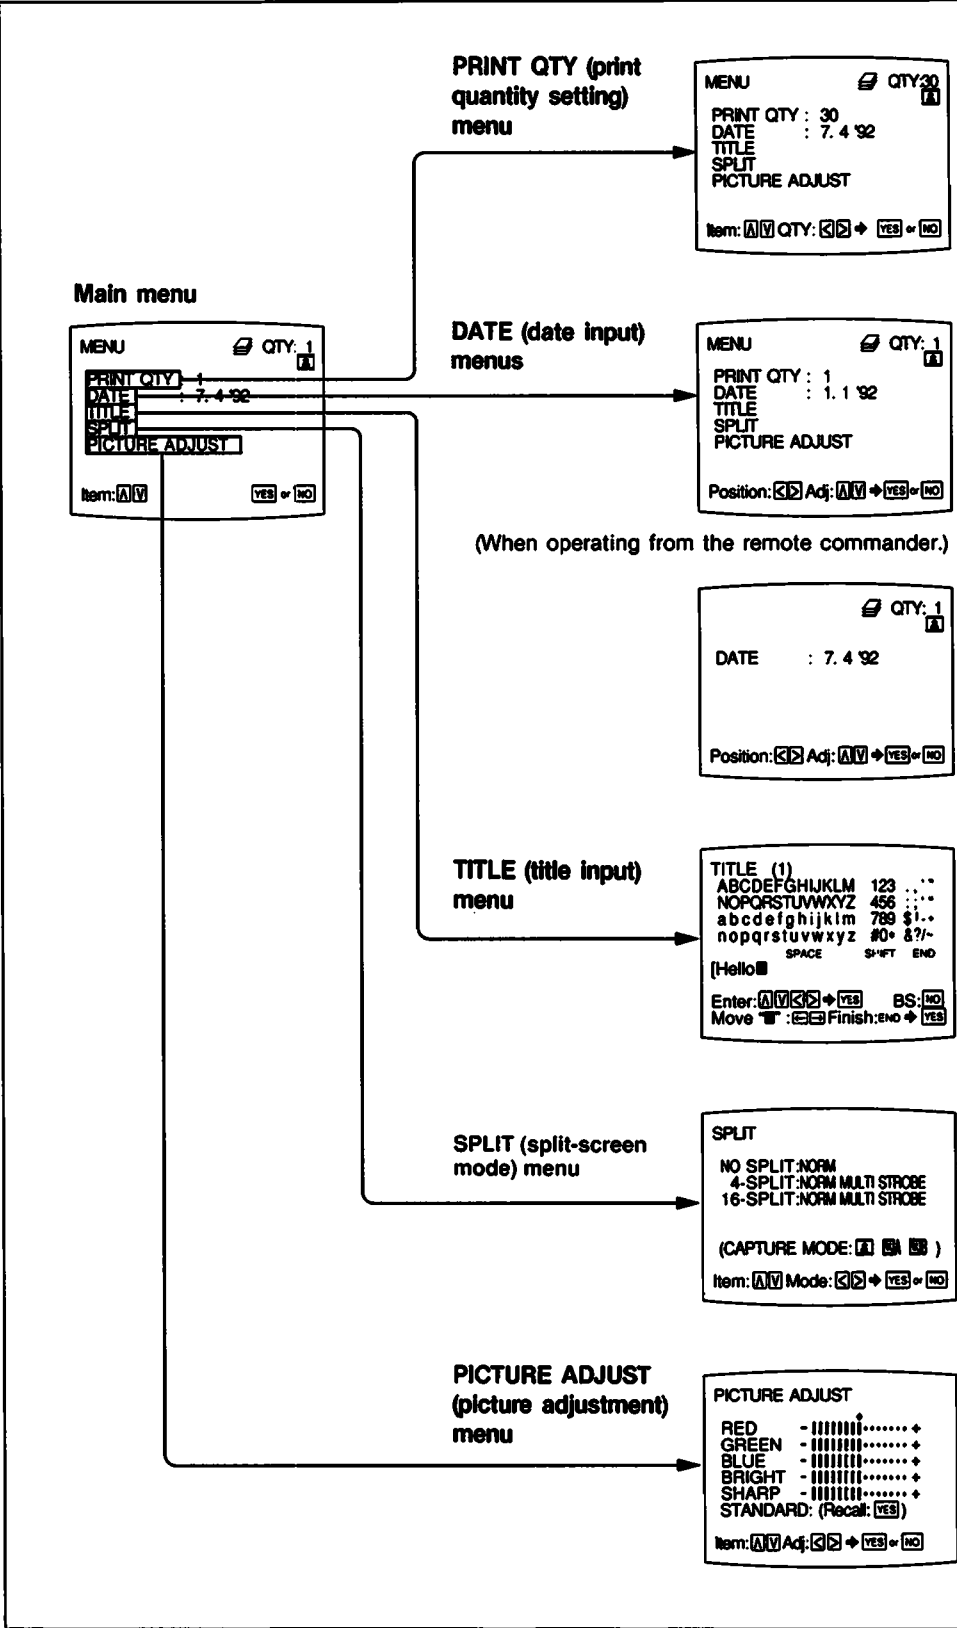 PRINT QTY (print
quantity setting)
menu
MENU QTY:30
PRINT QTY : 30
DATE : 7. 4 '92
TITLE
SPLIT
PICTURE ADJUST
Item: QTY: YES or NO
Main menu
MENU QTY: 1
PRINT QTY : 1
DATE : 7. 4 '92
TITLE
SPLIT
PICTURE ADJUST
Item: YES or NO
DATE (date input)
menus
MENU QTY: 1
PRINT QTY : 1
DATE : 1. 1 '92
TITLE
SPLIT
PICTURE ADJUST
Position: Adj: YES or NO
(When operating from the remote commander.)
QTY: 1
DATE : 7. 4 '92
Position: Adj: YES or NO
TITLE (title input)
menu
TITLE (1)
ABCDEFGHIJKLM 123
NOPQRSTUVWXYZ 456
abcdefghijklm 789
nopqrstuvwxyz #0* &?/~
SPACE SHIFT END
[Hello
Enter: YES BS: NO
Move : Finish: END YES
SPLIT (split-screen
mode) menu
SPLIT
NO SPLIT:NORM
4-SPLIT:NORM MULTI STROBE
16-SPLIT:NORM MULTI STROBE
(CAPTURE MODE: )
Item: Mode: YES or NO
PICTURE ADJUST
(picture adjustment)
menu
PICTURE ADJUST
RED - +
GREEN - +
BLUE - +
BRIGHT - +
SHARP - +
STANDARD: (Recall: YES)
Item: Adj: YES or NO